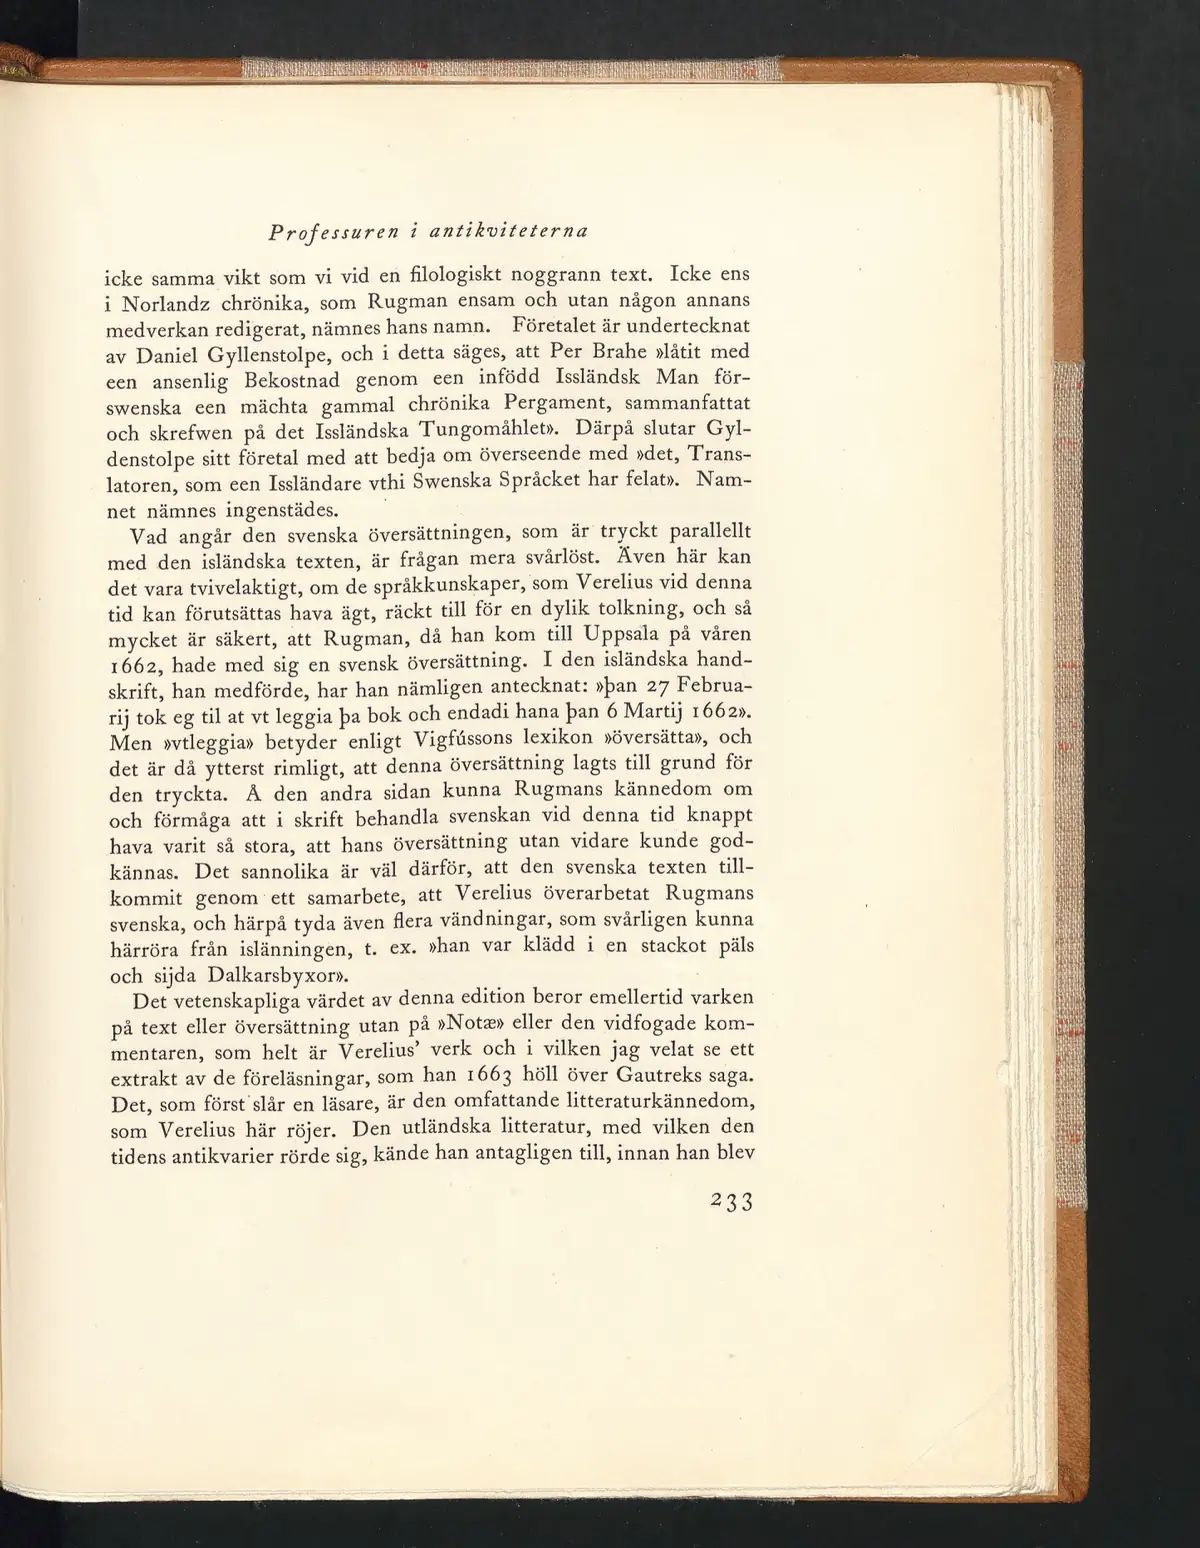 Professuren i antikviteterna
icke samma vikt som vi vid en filologiskt noggrann text. Icke ens
i Norlandz chrönika, som Rugman ensam och utan någon annans
medverkan redigerat, nämnes hans namn. Företalet är undertecknat
av Daniel Gyllenstolpe, och i detta säges, att Per Brahe »låtit med
een ansenlig Bekostnad genom een infödd Issländsk Man för-
swenska een mächta gammal chrönika Pergament, sammanfattat
och skrefwen på det Issländska Tungomåhlet». Därpå slutar Gyl-
denstolpe sitt företal med att bedja om överseende med »det, Trans-
latoren, som een Issländare vthi Swenska Språcket har felat». Nam-
net nämnes ingenstädes.
Vad angår den svenska översättningen, som är tryckt parallellt
med den isländska texten, är frågan mera svårlöst. Även här kan
det vara tvivelaktigt, om de språkkunskaper, som Verelius vid denna
tid kan förutsättas hava ägt, räckt till för en dylik tolkning, och så
mycket är säkert, att Rugman, då han kom till Uppsala på våren
1662, hade med sig en svensk översättning. I den isländska hand-
skrift, han medförde, har han nämligen antecknat: »þan 27 Februa-
rij tok eg til at vt leggia þa bok och endadi hana þan 6 Martij 1662».
Men »vtleggia» betyder enligt Vigfússons lexikon »översätta», och
det är då ytterst rimligt, att denna översättning lagts till grund för
den tryckta. Å den andra sidan kunna Rugmans kännedom om
och förmåga att i skrift behandla svenskan vid denna tid knappt
hava varit så stora, att hans översättning utan vidare kunde god-
kännas. Det sannolika är väl därför, att den svenska texten till-
kommit genom ett samarbete, att Verelius överarbetat Rugmans
svenska, och härpå tyda även flera vändningar, som svårligen kunna
härröra från islänningen, t. ex. »han var klädd i en stackot päls
och sijda Dalkarsbyxor».
Det vetenskapliga värdet av denna edition beror emellertid varken
på text eller översättning utan på »Notæ» eller den vidfogade kom-
mentaren, som helt är Verelius' verk och i vilken jag velat se ett
extrakt av de föreläsningar, som han 1663 höll över Gautreks saga.
Det, som först slår en läsare, är den omfattande litteraturkännedom,
som Verelius här röjer. Den utländska litteratur, med vilken den
tidens antikvarier rörde sig, kände han antagligen till, innan han blev
233